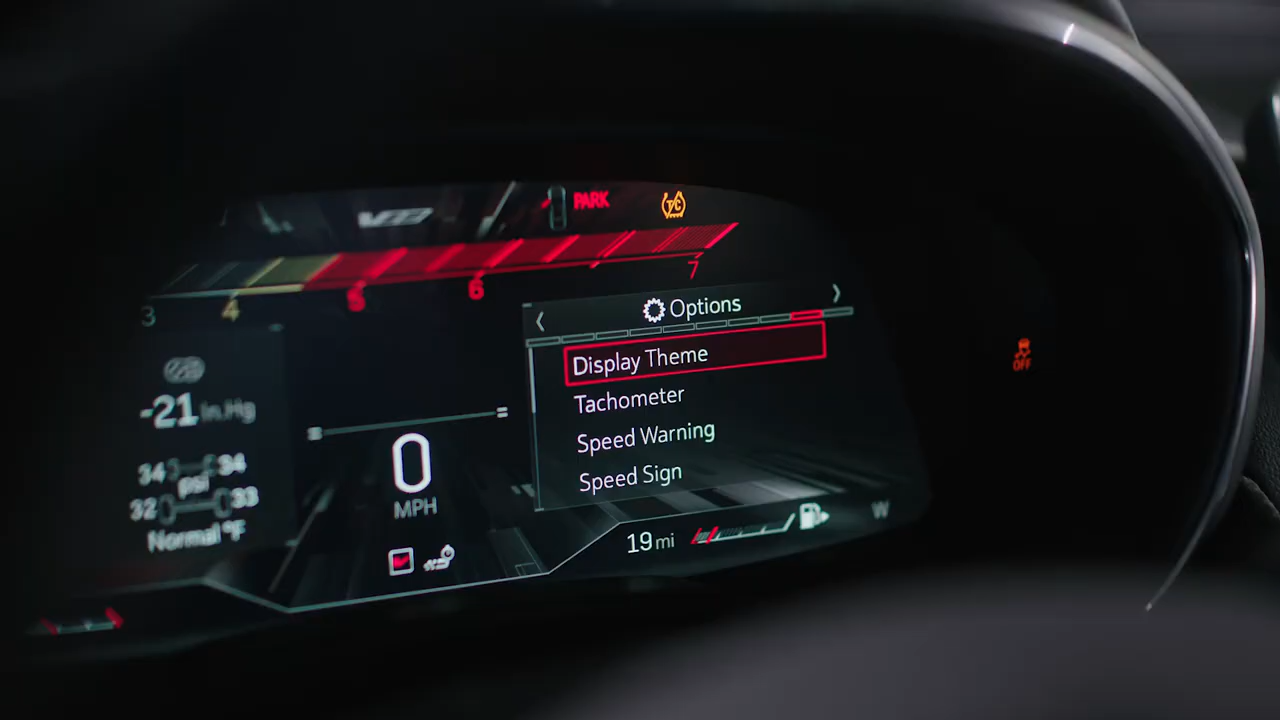 PARK
TC
3 4 5 6 7
Options
Display Theme
Tachometer
Speed Warning
Speed Sign
-21 In.Hg
34 34
psi
32 33
Normal °F
0
MPH
19 mi
W
OFF